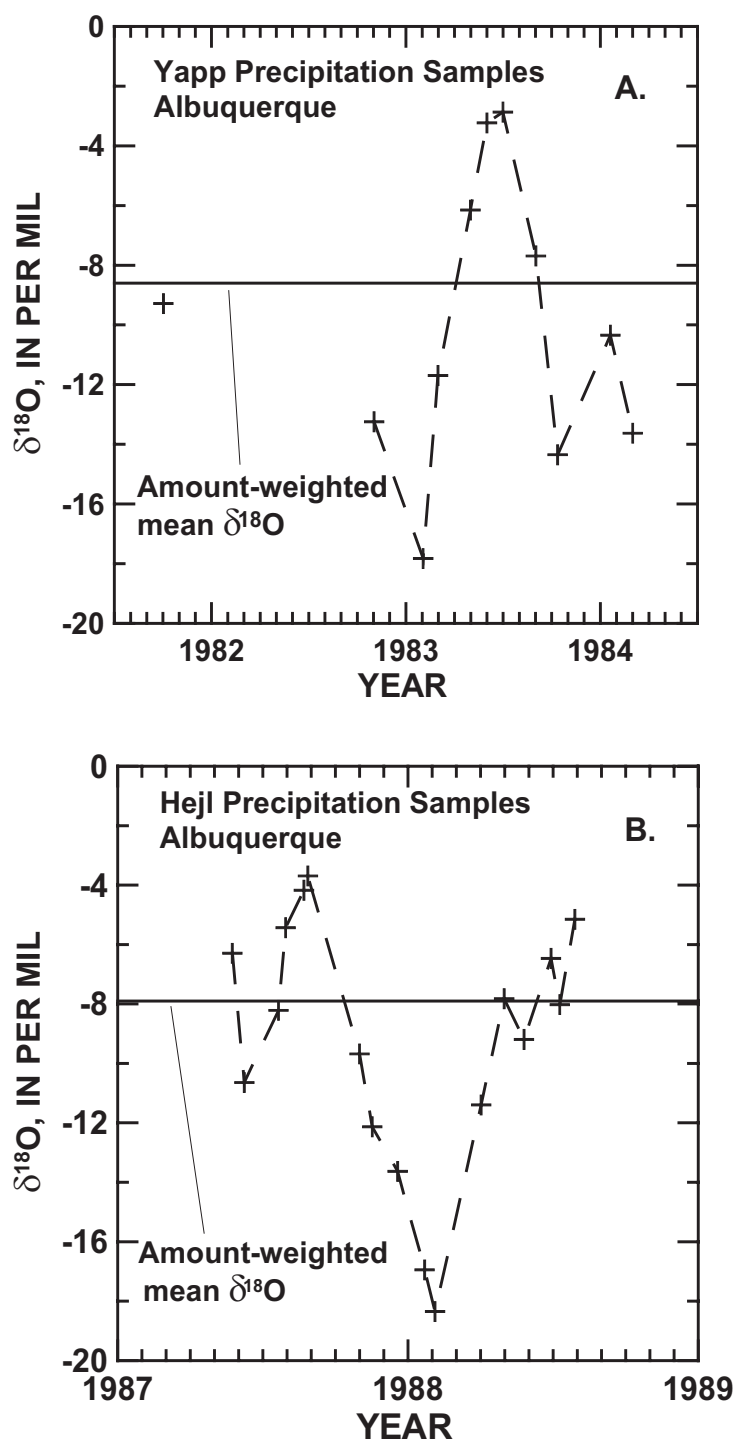 0
Yapp Precipitation Samples
Albuquerque
A.
-4
-8
-12
-16
-20
δ¹⁸O, IN PER MIL
Amount-weighted
mean δ¹⁸O
1982
1983
1984
YEAR
0
Hejl Precipitation Samples
Albuquerque
B.
-4
-8
-12
-16
-20
δ¹⁸O, IN PER MIL
Amount-weighted
mean δ¹⁸O
1987
1988
1989
YEAR